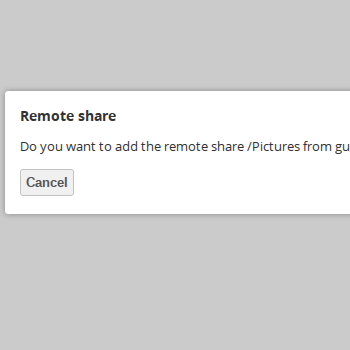 Remote share
Do you want to add the remote share /Pictures from gu
Cancel